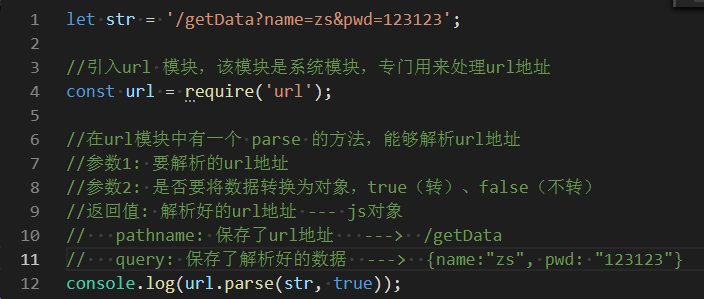 1 let str = '/getData?name=zs&pwd=123123';
2
3 //引入url 模块，该模块是系统模块，专门用来处理url地址
4 const url = require('url');
5
6 //在url模块中有一个 parse 的方法，能够解析url地址
7 //参数1: 要解析的url地址
8 //参数2: 是否要将数据转换为对象，true（转）、false（不转）
9 //返回值: 解析好的url地址 --- js对象
10 //   pathname: 保存了url地址   --->  /getData
11 //   query: 保存了解析好的数据  --->  {name:"zs", pwd: "123123"}
12 console.log(url.parse(str, true));